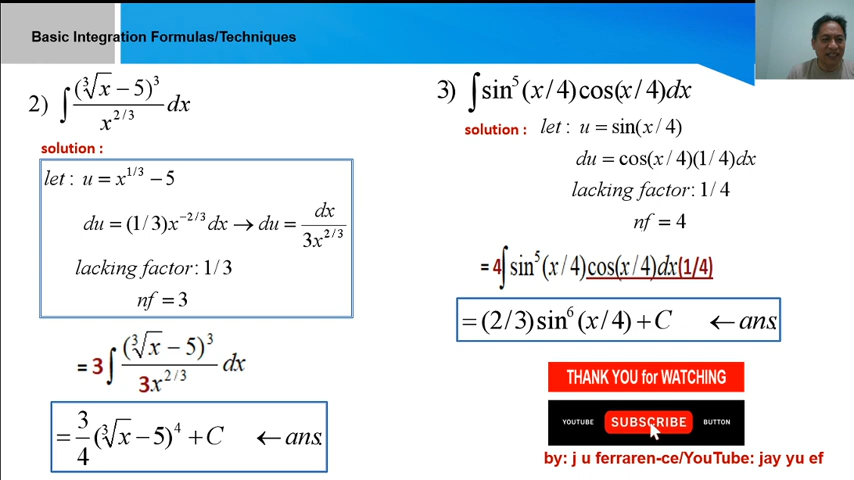 Basic Integration Formulas/Techniques
2) ∫ (∛x − 5)³ / x^{2/3} dx
solution :
let : u = x^{1/3} − 5
du = (1/3)x^{−2/3} dx → du = dx / 3x^{2/3}
lacking factor : 1/3
nf = 3
= 3∫ (∛x − 5)³ / 3x^{2/3} dx
= 3/4 (∛x − 5)⁴ + C ← ans.
3) ∫ sin⁵(x/4)cos(x/4)dx
solution : let : u = sin(x/4)
du = cos(x/4)(1/4)dx
lacking factor : 1/4
nf = 4
= 4∫ sin⁵(x/4)cos(x/4)dx(1/4)
= (2/3)sin⁶(x/4) + C ← ans.
THANK YOU for WATCHING
YOUTUBE SUBSCRIBE BUTTON
by: j u ferraren-ce/YouTube: jay yu ef